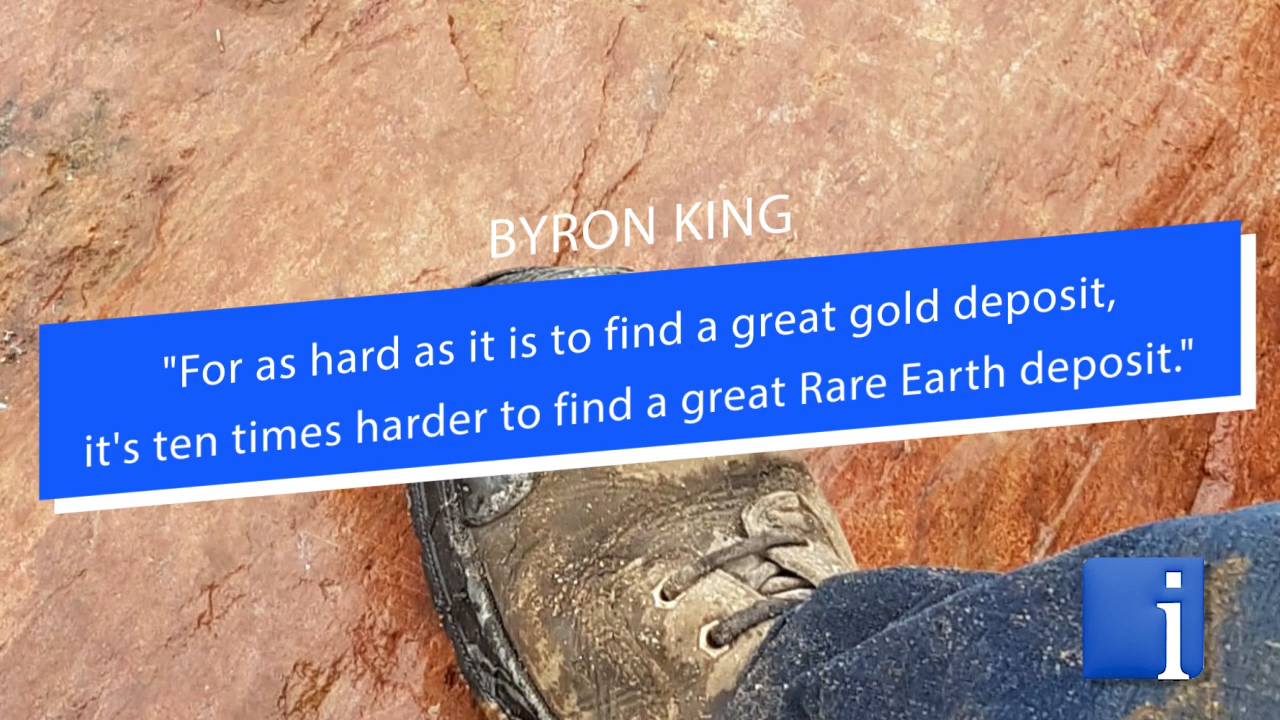 BYRON KING
"For as hard as it is to find a great gold deposit,
it's ten times harder to find a great Rare Earth deposit."
i